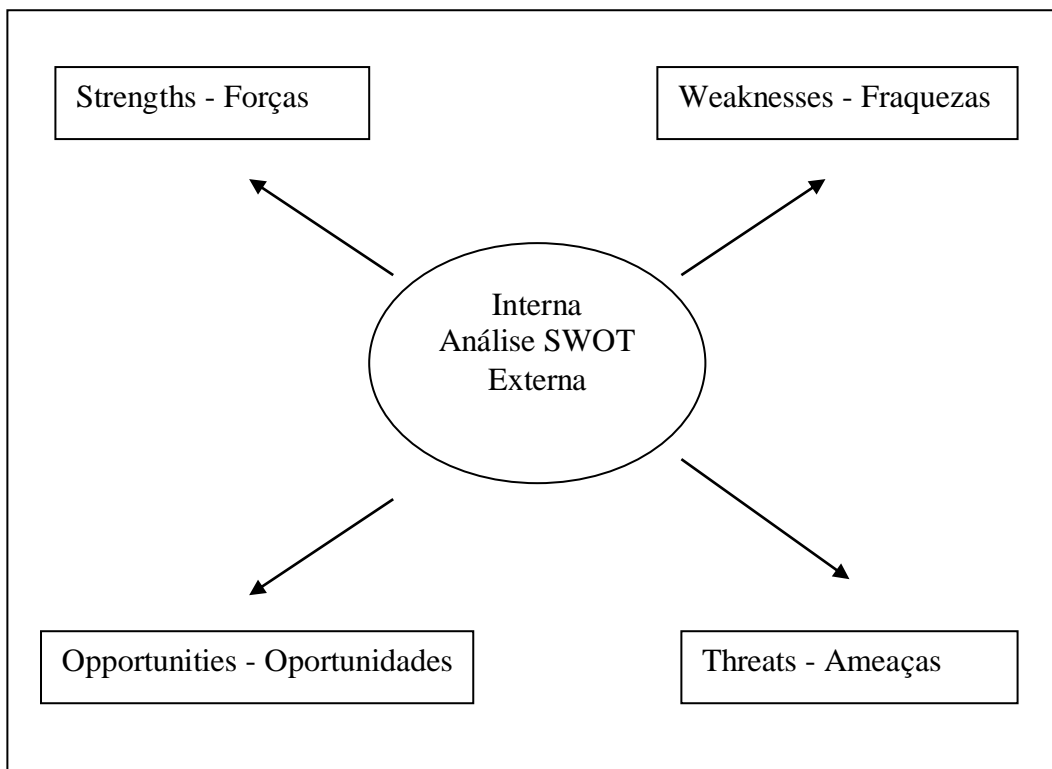 Strengths - Forças
Weaknesses - Fraquezas
Interna
Análise SWOT
Externa
Opportunities - Oportunidades
Threats - Ameaças